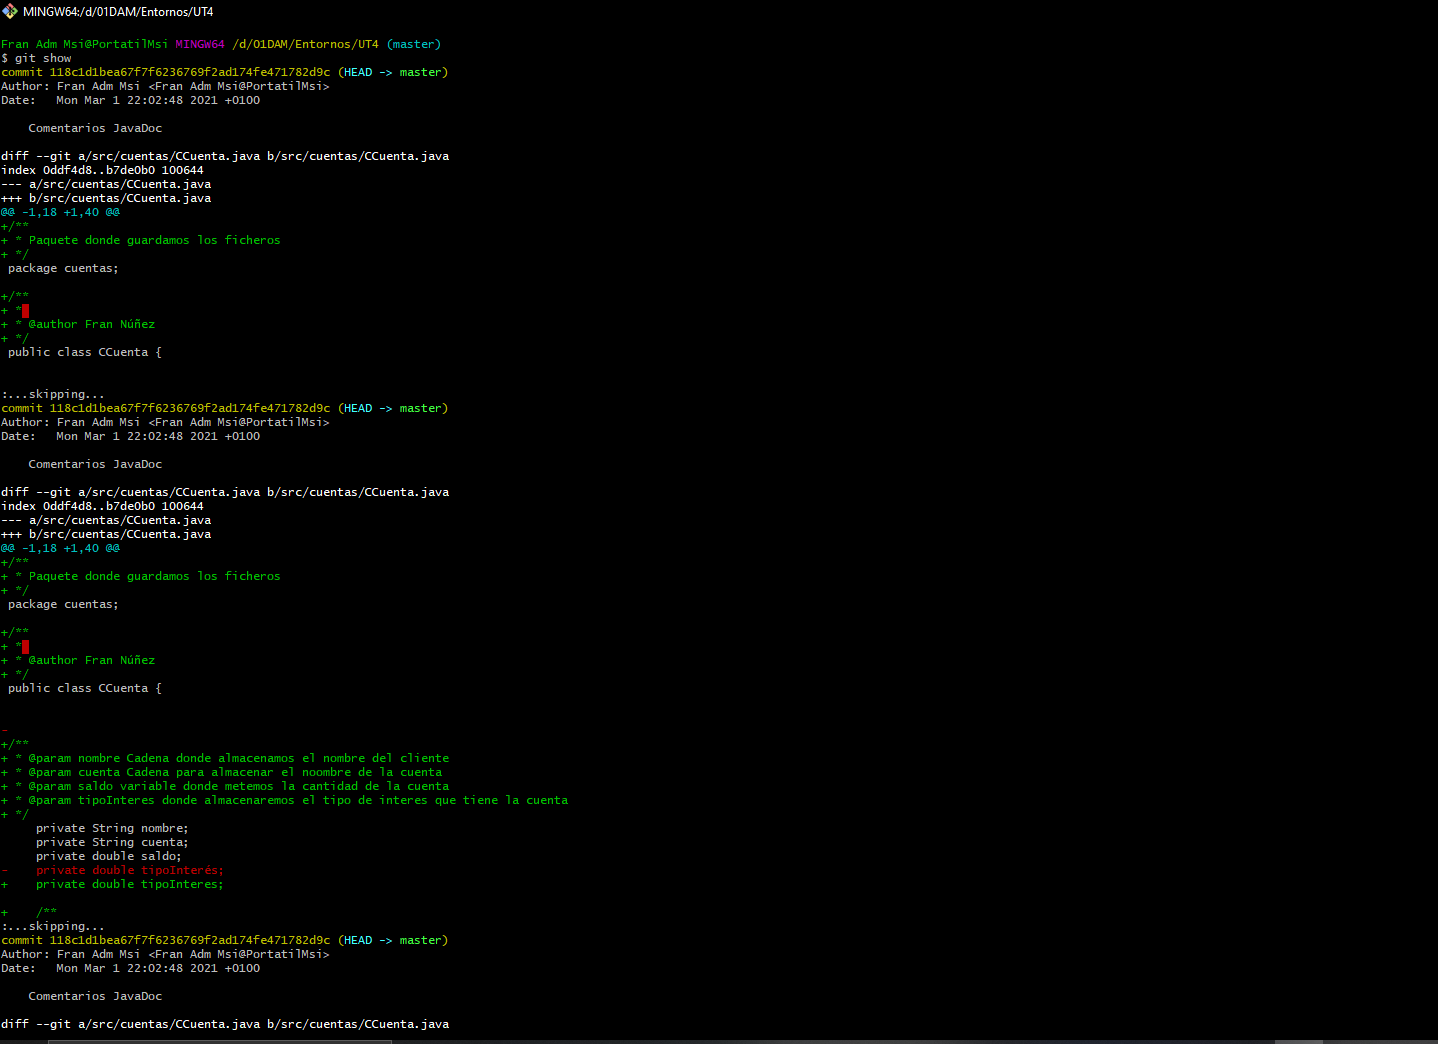 MINGW64:/d/01DAM/Entornos/UT4
Fran Adm Msi@PortatilMsi MINGW64 /d/01DAM/Entornos/UT4 (master)
$ git show
commit 118c1d1bea67f7f6236769f2ad174fe471782d9c (HEAD -> master)
Author: Fran Adm Msi <Fran Adm Msi@PortatilMsi>
Date:   Mon Mar 1 22:02:48 2021 +0100
    Comentarios JavaDoc
diff --git a/src/cuentas/CCuenta.java b/src/cuentas/CCuenta.java
index 0ddf4d8..b7de0b0 100644
--- a/src/cuentas/CCuenta.java
+++ b/src/cuentas/CCuenta.java
@@ -1,18 +1,40 @@
+/**
+ * Paquete donde guardamos los ficheros
+ */
 package cuentas;
+/**
+ *
+ * @author Fran Núñez
+ */
 public class CCuenta {
:...skipping...
commit 118c1d1bea67f7f6236769f2ad174fe471782d9c (HEAD -> master)
Author: Fran Adm Msi <Fran Adm Msi@PortatilMsi>
Date:   Mon Mar 1 22:02:48 2021 +0100
    Comentarios JavaDoc
diff --git a/src/cuentas/CCuenta.java b/src/cuentas/CCuenta.java
index 0ddf4d8..b7de0b0 100644
--- a/src/cuentas/CCuenta.java
+++ b/src/cuentas/CCuenta.java
@@ -1,18 +1,40 @@
+/**
+ * Paquete donde guardamos los ficheros
+ */
 package cuentas;
+/**
+ *
+ * @author Fran Núñez
+ */
 public class CCuenta {
-
+/**
+ * @param nombre Cadena donde almacenamos el nombre del cliente
+ * @param cuenta Cadena para almacenar el noombre de la cuenta
+ * @param saldo variable donde metemos la cantidad de la cuenta
+ * @param tipoInteres donde almacenaremos el tipo de interes que tiene la cuenta
+ */
     private String nombre;
     private String cuenta;
     private double saldo;
-    private double tipoInterés;
+    private double tipoInteres;
+    /**
:...skipping...
commit 118c1d1bea67f7f6236769f2ad174fe471782d9c (HEAD -> master)
Author: Fran Adm Msi <Fran Adm Msi@PortatilMsi>
Date:   Mon Mar 1 22:02:48 2021 +0100
    Comentarios JavaDoc
diff --git a/src/cuentas/CCuenta.java b/src/cuentas/CCuenta.java